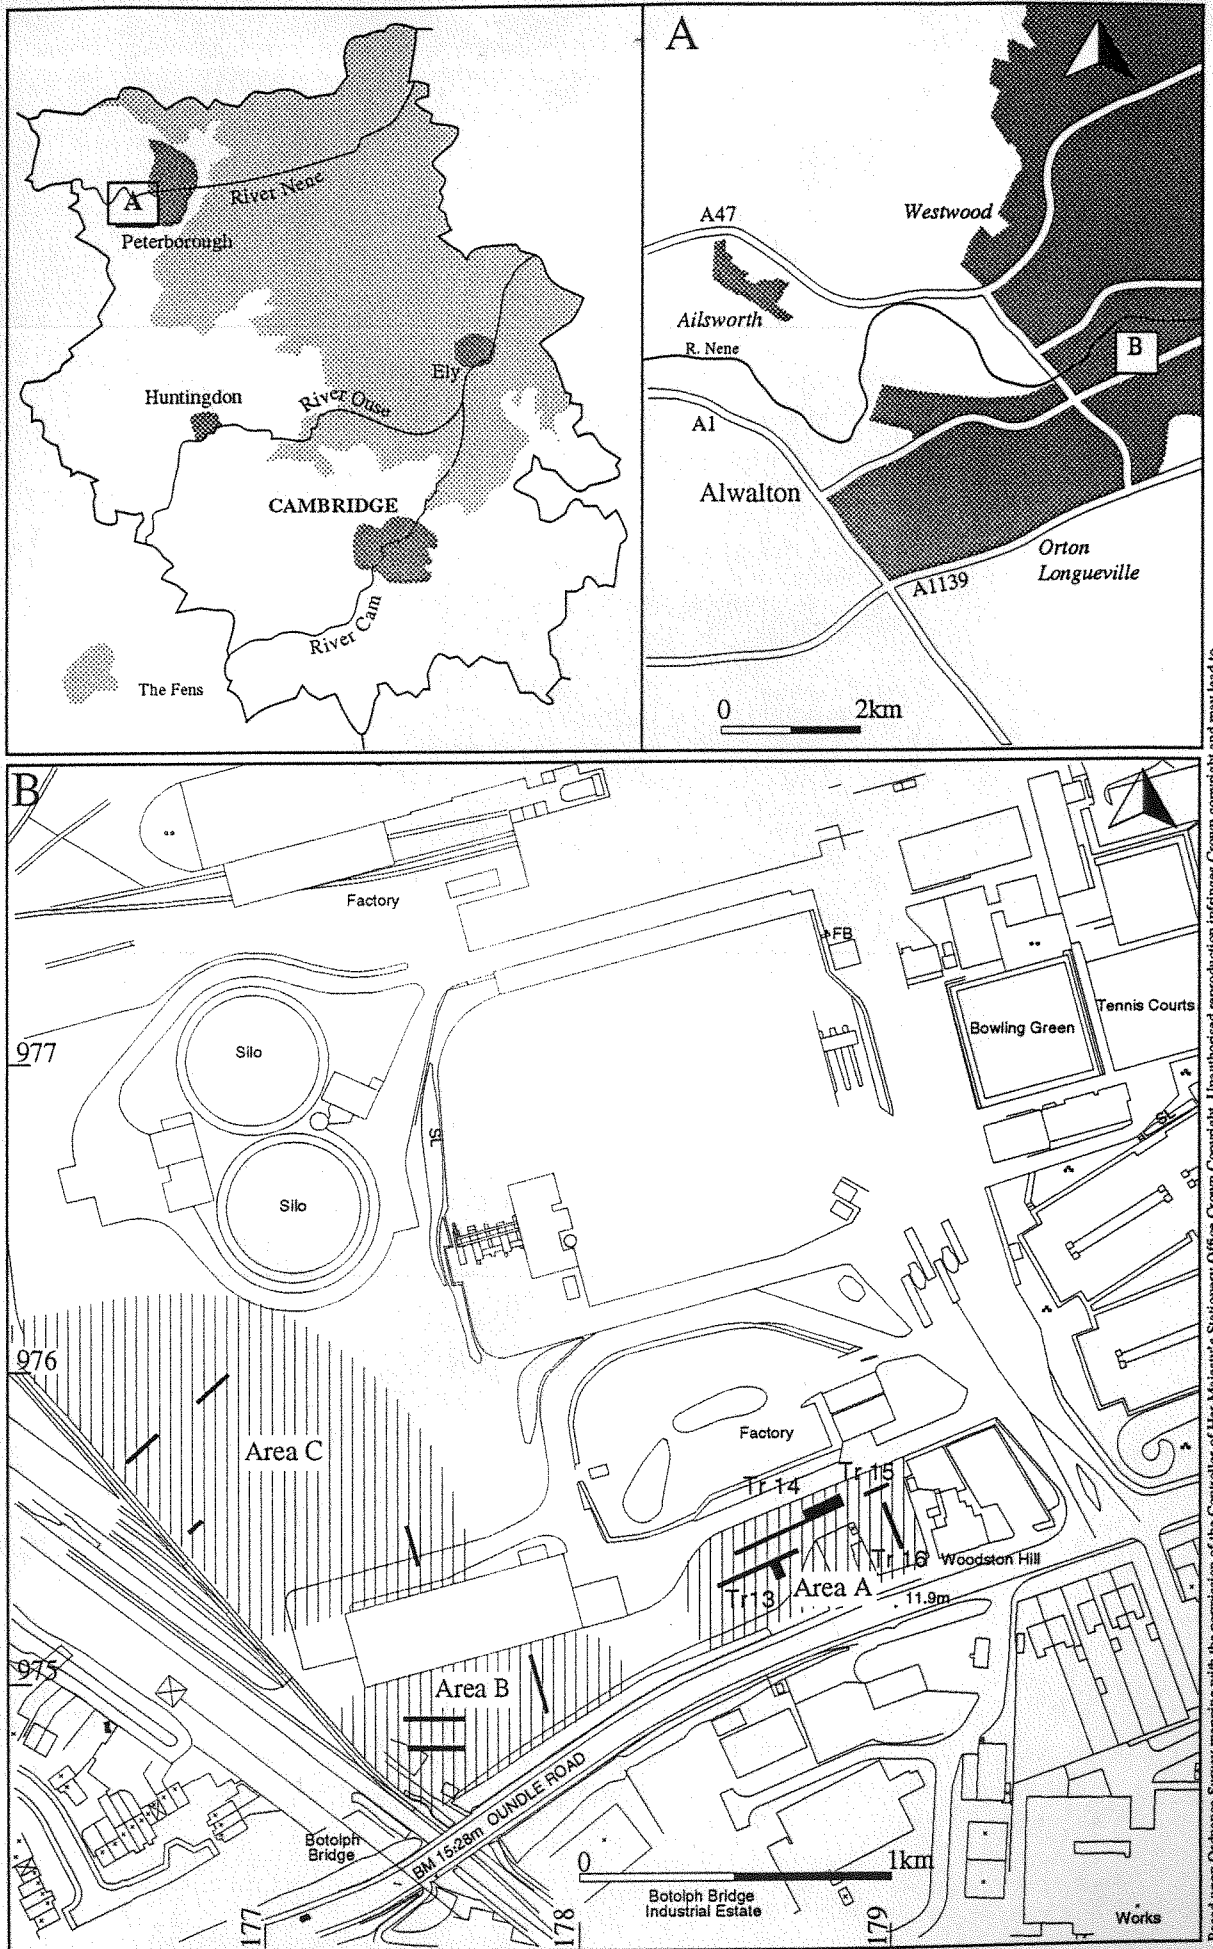 A
River Nene
A
Peterborough
Ely
Huntingdon
River Ouse
CAMBRIDGE
River Cam
The Fens
A47
Westwood
Ailsworth
R. Nene
B
A1
Alwalton
Orton
Longueville
A1139
0 2km
B
Factory
FB
Tennis Courts
Bowling Green
977
Silo
SL
SL
Silo
976
Area C
Factory
Tr 14
Tr 15
Tr 16
Woodston Hill
Tr13
Area A
11.9m
975
Area B
OUNDLE ROAD
BM 15.28m
Botolph
Bridge
0 1km
Botolph Bridge
Industrial Estate
Works
177
178
179